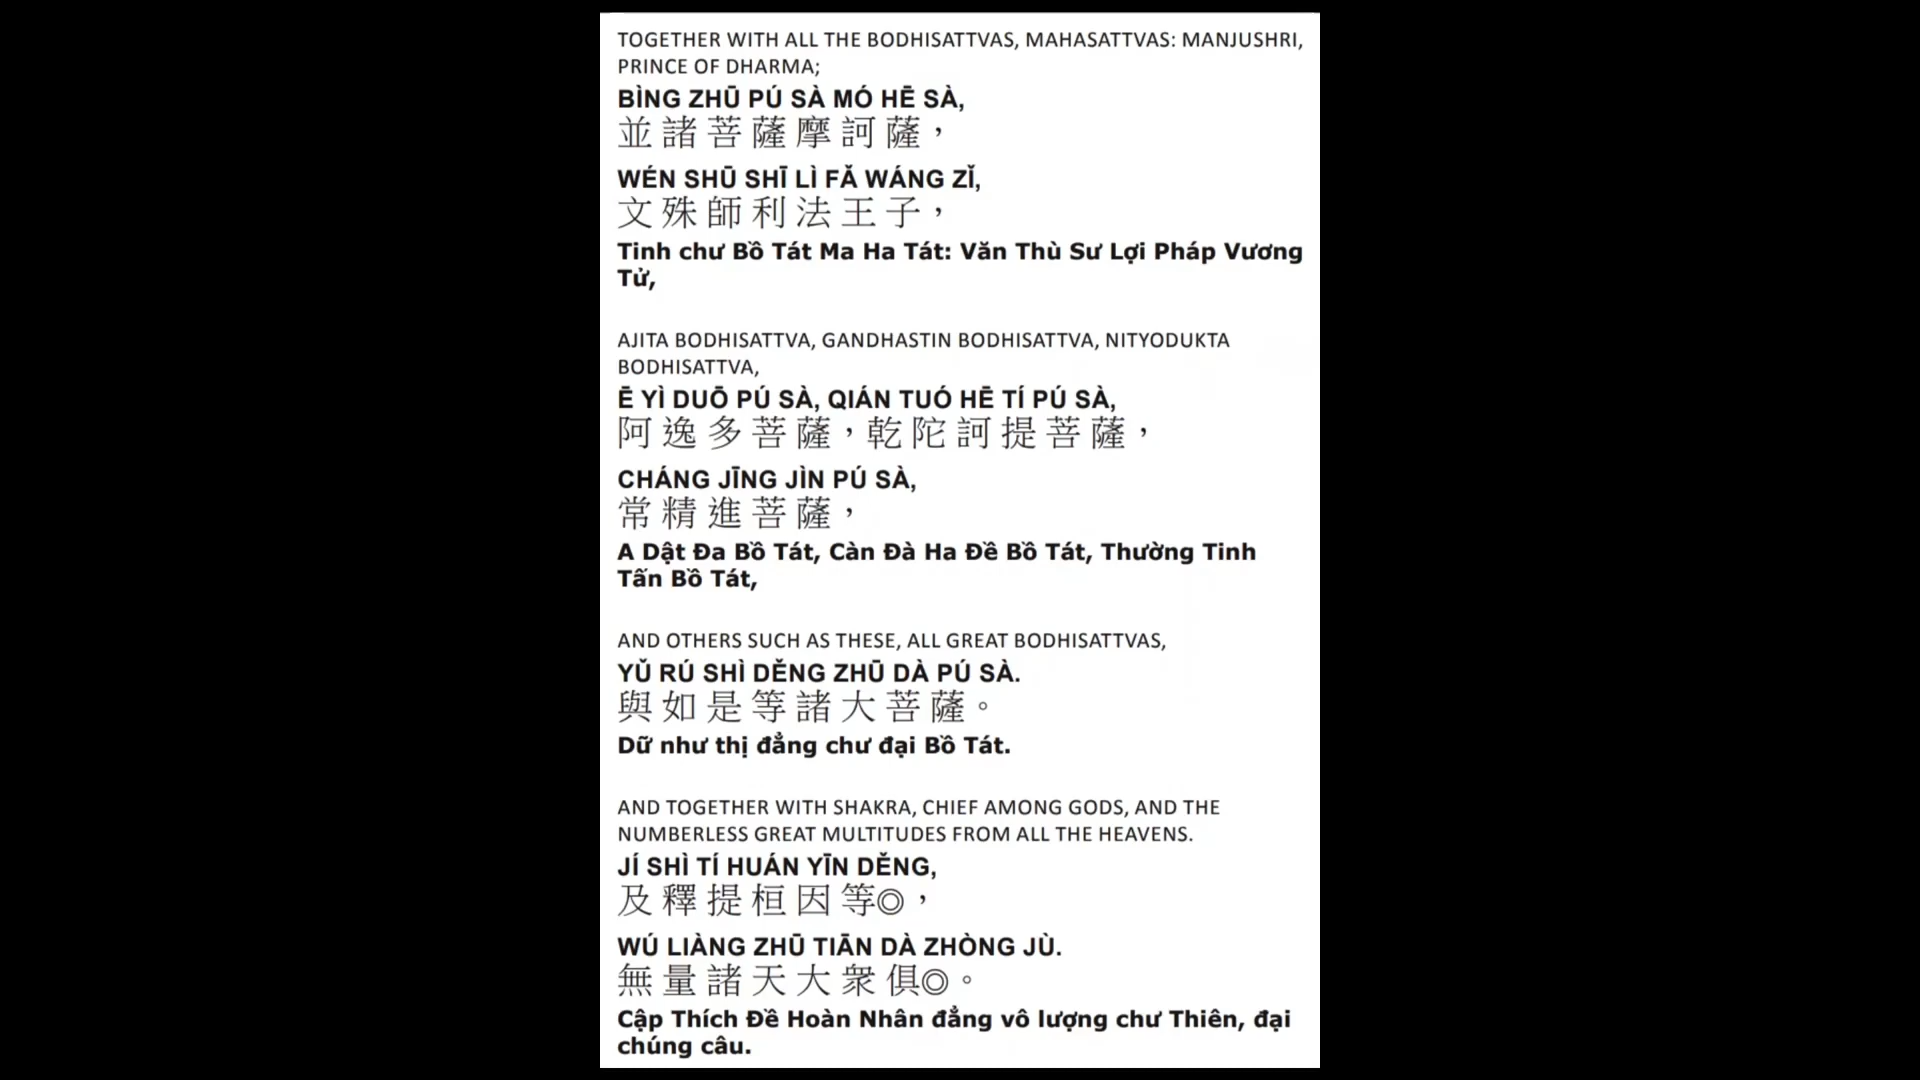 TOGETHER WITH ALL THE BODHISATTVAS, MAHASATTVAS: MANJUSHRI,
PRINCE OF DHARMA;
BÌNG ZHŪ PÚ SÀ MÓ HĒ SÀ,
並諸菩薩摩訶薩，
WÉN SHŪ SHĪ LÌ FǍ WÁNG ZǏ,
文殊師利法王子，
Tinh chư Bồ Tát Ma Ha Tát: Văn Thù Sư Lợi Pháp Vương
Tử,
AJITA BODHISATTVA, GANDHASTIN BODHISATTVA, NITYODUKTA
BODHISATTVA,
Ē YÌ DUŌ PÚ SÀ, QIÁN TUÓ HĒ TÍ PÚ SÀ,
阿逸多菩薩，乾陀訶提菩薩，
CHÁNG JĪNG JÌN PÚ SÀ,
常精進菩薩，
A Dật Đa Bồ Tát, Càn Đà Ha Đề Bồ Tát, Thường Tinh
Tấn Bồ Tát,
AND OTHERS SUCH AS THESE, ALL GREAT BODHISATTVAS,
YǓ RÚ SHÌ DĚNG ZHŪ DÀ PÚ SÀ.
與如是等諸大菩薩。
Dữ như thị đẳng chư đại Bồ Tát.
AND TOGETHER WITH SHAKRA, CHIEF AMONG GODS, AND THE
NUMBERLESS GREAT MULTITUDES FROM ALL THE HEAVENS.
JÍ SHÌ TÍ HUÁN YĪN DĚNG,
及釋提桓因等◎，
WÚ LIÀNG ZHŪ TIĀN DÀ ZHÒNG JÙ.
無量諸天大衆俱◎。
Cập Thích Đề Hoàn Nhân đẳng vô lượng chư Thiên, đại
chúng câu.